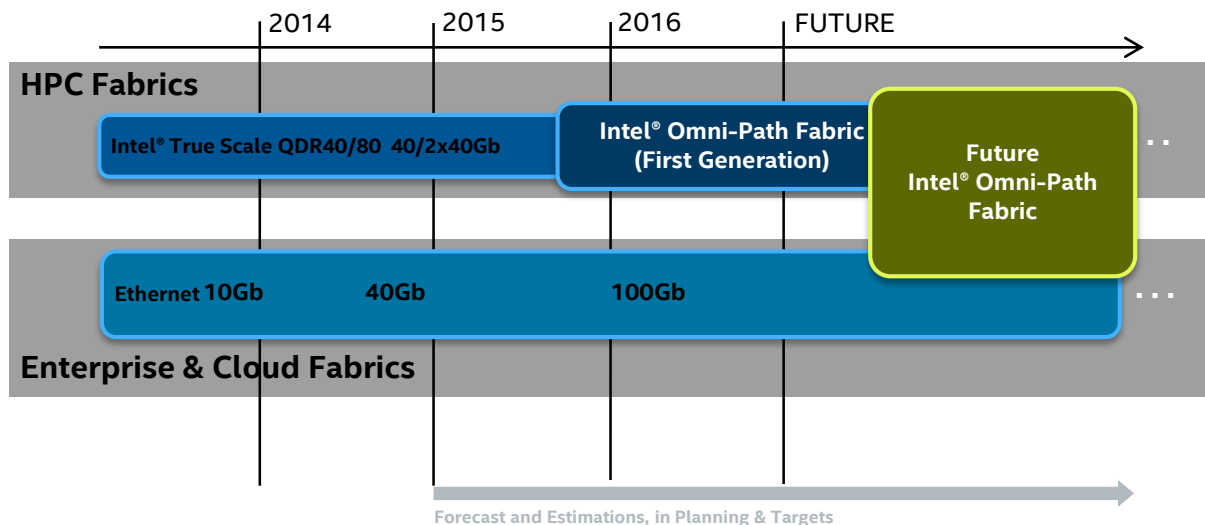 2014 2015 2016 FUTURE
HPC Fabrics
Intel® True Scale QDR40/80 40/2x40Gb
Intel® Omni-Path Fabric
(First Generation)
Future
Intel® Omni-Path
Fabric
. .
Ethernet 10Gb 40Gb 100Gb
. . .
Enterprise & Cloud Fabrics
Forecast and Estimations, in Planning & Targets